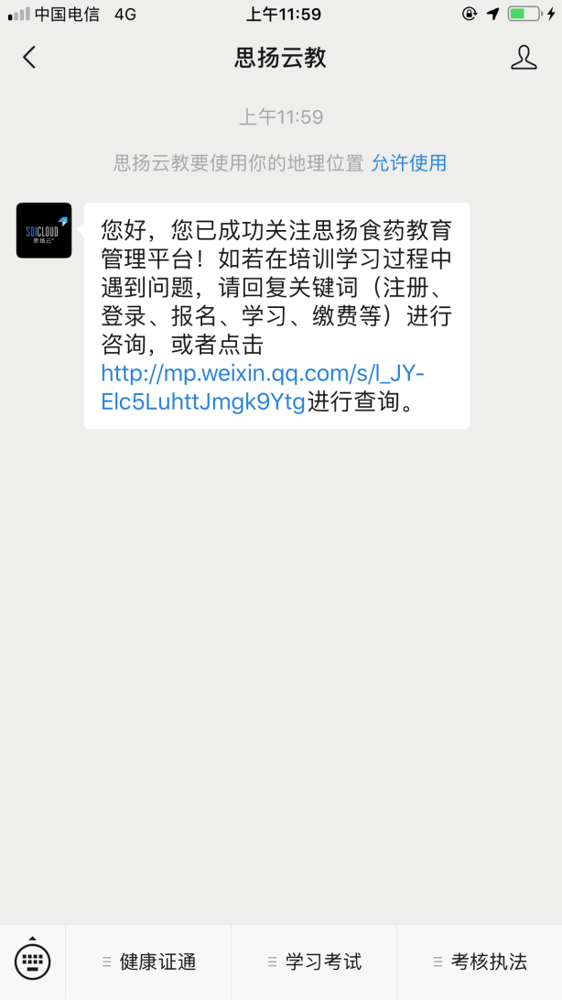 中国电信 4G 上午11:59
思扬云教
上午11:59
思扬云教要使用你的地理位置 允许使用
SOICLOUD
思扬云
您好，您已成功关注思扬食药教育
管理平台！如若在培训学习过程中
遇到问题，请回复关键词（注册、
登录、报名、学习、缴费等）进行
咨询，或者点击
http://mp.weixin.qq.com/s/l_JY-
Elc5LuhttJmgk9Ytg进行查询。
健康证通 学习考试 考核执法